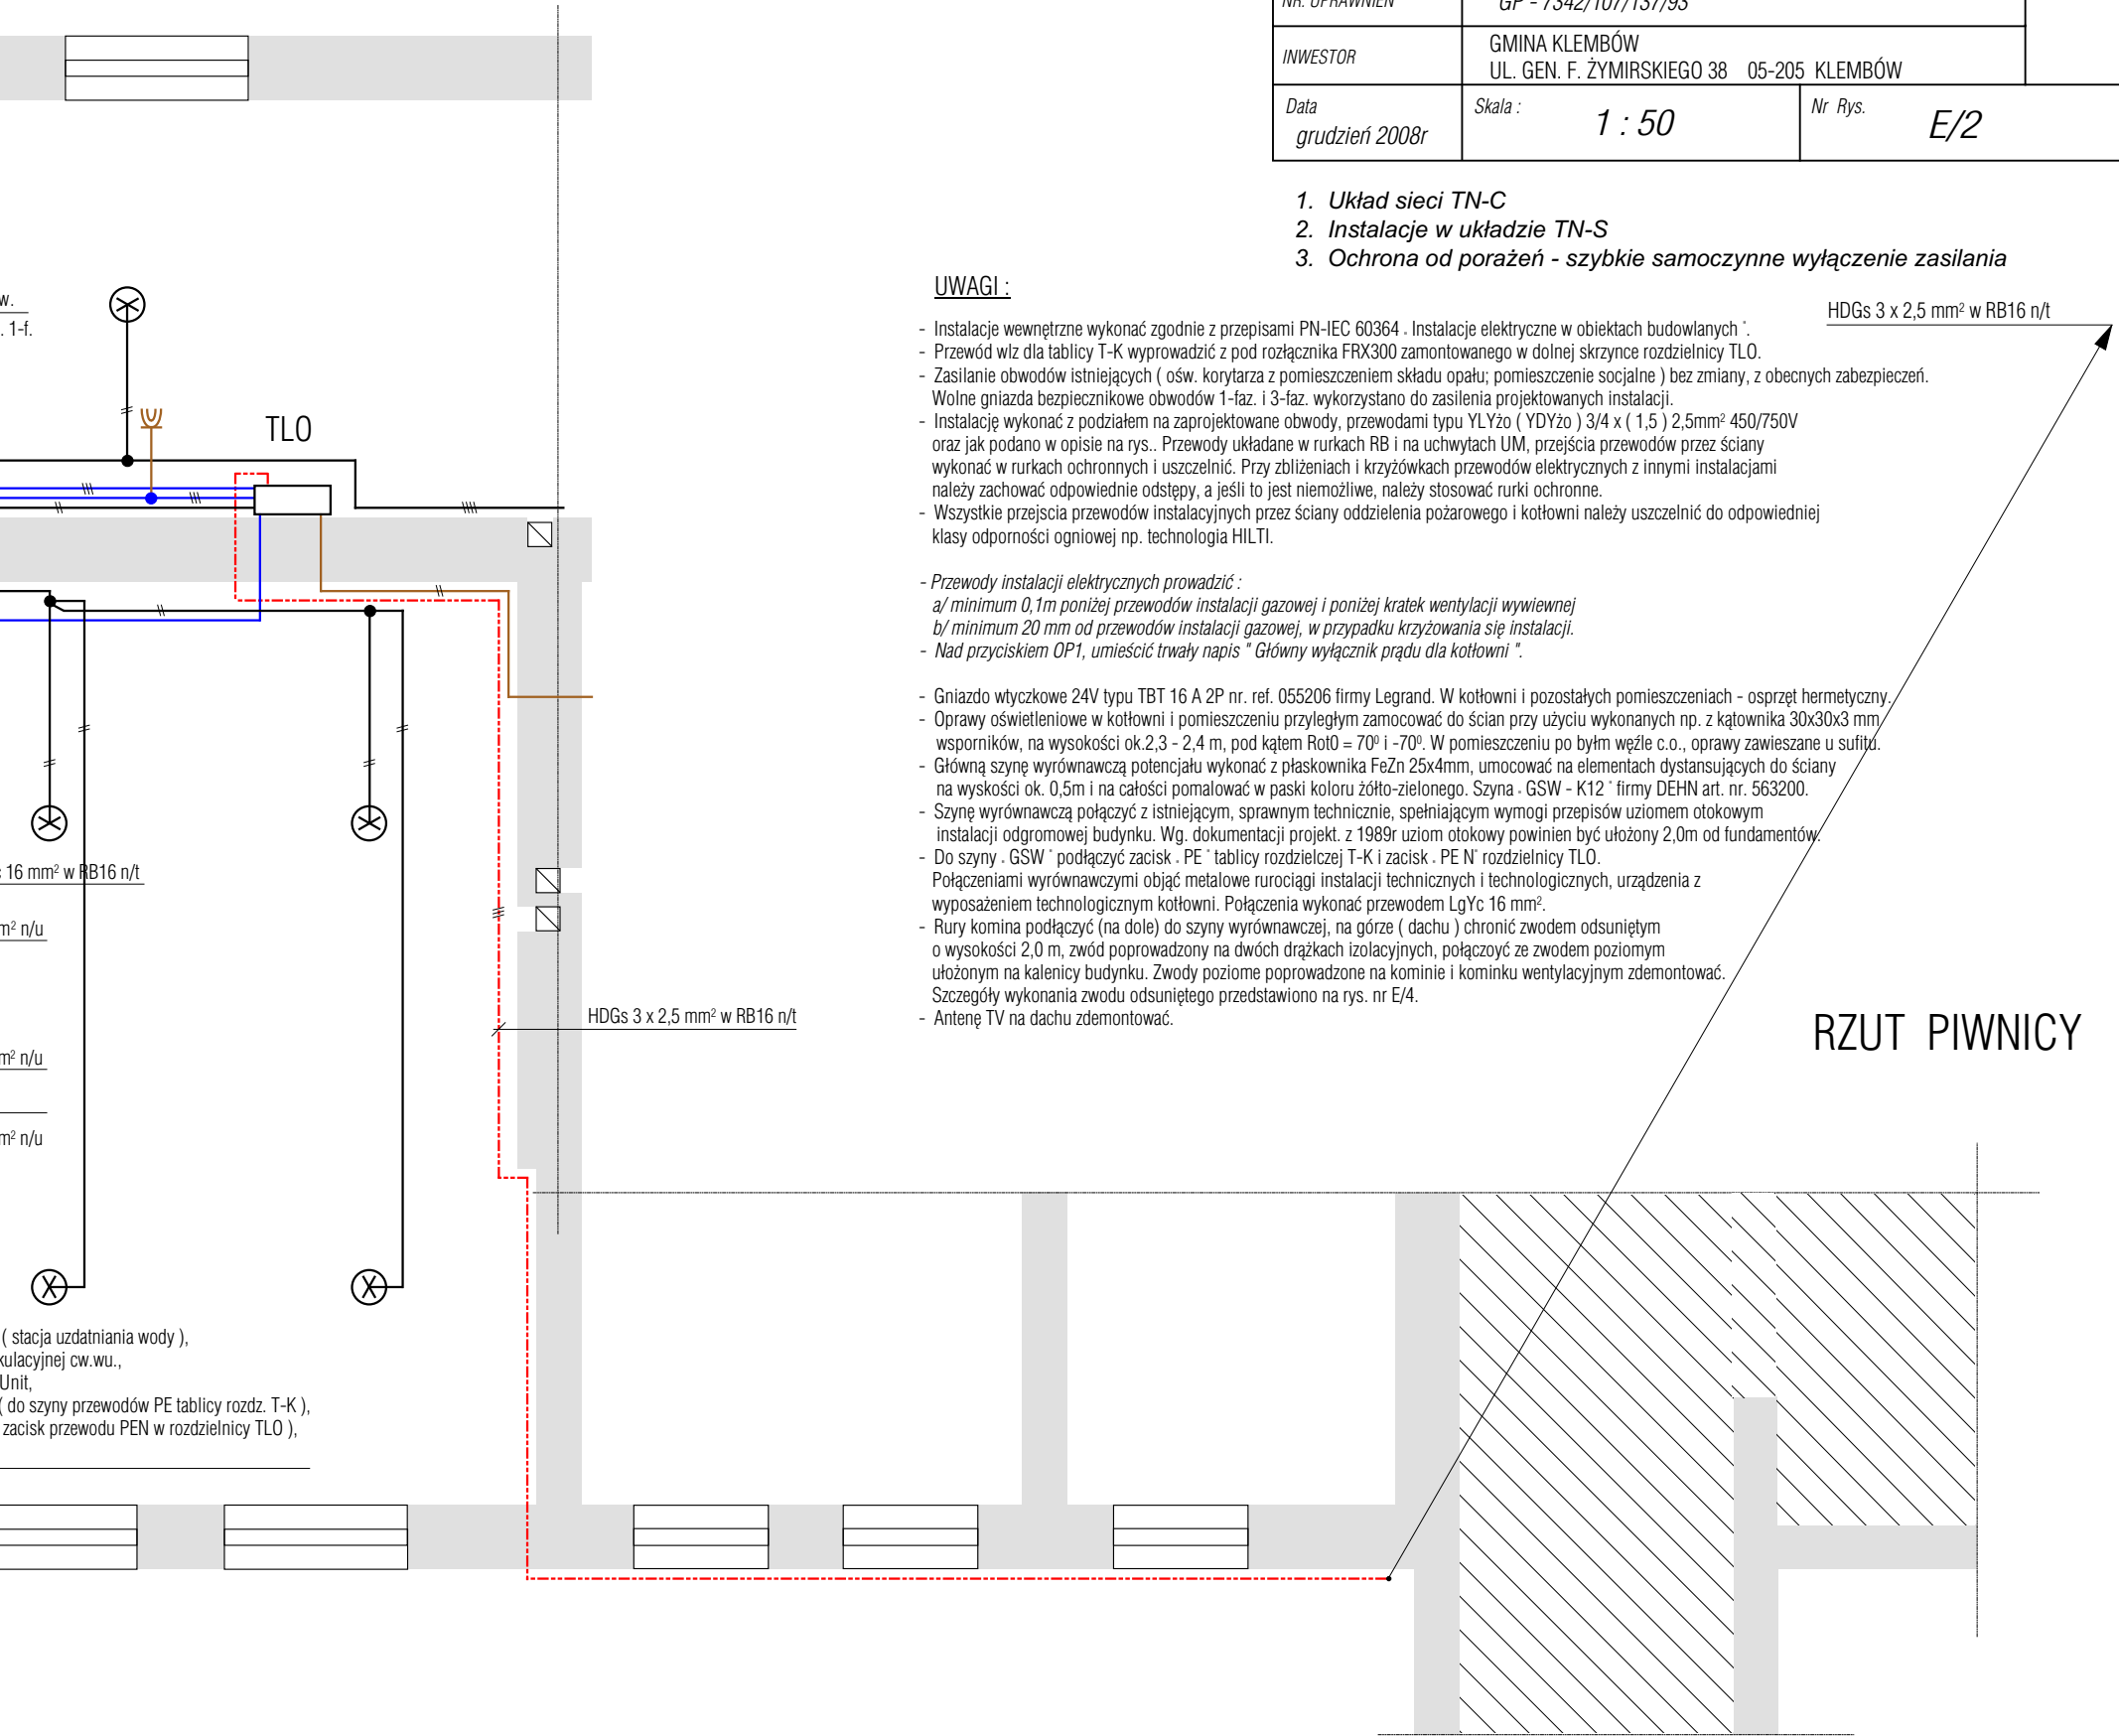 NR. UPRAWNIEŃ
GP - 7342/107/137/93
INWESTOR
GMINA KLEMBÓW
UL. GEN. F. ŻYMIRSKIEGO 38 05-205 KLEMBÓW
Data
grudzień 2008r
Skala :
1 : 50
Nr Rys.
E/2
1. Układ sieci TN-C
2. Instalacje w układzie TN-S
3. Ochrona od porażeń - szybkie samoczynne wyłączenie zasilania
UWAGI :
HDGs 3 x 2,5 mm² w RB16 n/t
- Instalacje wewnętrzne wykonać zgodnie z przepisami PN-IEC 60364 „ Instalacje elektryczne w obiektach budowlanych ”.
- Przewód wlz dla tablicy T-K wyprowadzić z pod rozłącznika FRX300 zamontowanego w dolnej skrzynce rozdzielnicy TLO.
- Zasilanie obwodów istniejących ( ośw. korytarza z pomieszczeniem składu opału; pomieszczenie socjalne ) bez zmiany, z obecnych zabezpieczeń.
Wolne gniazda bezpiecznikowe obwodów 1-faz. i 3-faz. wykorzystano do zasilenia projektowanych instalacji.
- Instalację wykonać z podziałem na zaprojektowane obwody, przewodami typu YLYżo ( YDYżo ) 3/4 x ( 1,5 ) 2,5mm² 450/750V
oraz jak podano w opisie na rys.. Przewody układane w rurkach RB i na uchwytach UM, przejścia przewodów przez ściany
wykonać w rurkach ochronnych i uszczelnić. Przy zbliżeniach i krzyżówkach przewodów elektrycznych z innymi instalacjami
należy zachować odpowiednie odstępy, a jeśli to jest niemożliwe, należy stosować rurki ochronne.
- Wszystkie przejscia przewodów instalacyjnych przez ściany oddzielenia pożarowego i kotłowni należy uszczelnić do odpowiedniej
klasy odporności ogniowej np. technologia HILTI.
- Przewody instalacji elektrycznych prowadzić :
a/ minimum 0,1m poniżej przewodów instalacji gazowej i poniżej kratek wentylacji wywiewnej
b/ minimum 20 mm od przewodów instalacji gazowej, w przypadku krzyżowania się instalacji.
- Nad przyciskiem OP1, umieścić trwały napis " Główny wyłącznik prądu dla kotłowni ".
- Gniazdo wtyczkowe 24V typu TBT 16 A 2P nr. ref. 055206 firmy Legrand. W kotłowni i pozostałych pomieszczeniach - osprzęt hermetyczny.
- Oprawy oświetleniowe w kotłowni i pomieszczeniu przyległym zamocować do ścian przy użyciu wykonanych np. z kątownika 30x30x3 mm
wsporników, na wysokości ok.2,3 - 2,4 m, pod kątem Rot0 = 70⁰ i -70⁰. W pomieszczeniu po byłm węźle c.o., oprawy zawieszane u sufitu.
- Główną szynę wyrównawczą potencjału wykonać z płaskownika FeZn 25x4mm, umocować na elementach dystansujących do ściany
na wyskości ok. 0,5m i na całości pomalować w paski koloru żółto-zielonego. Szyna „ GSW - K12 ” firmy DEHN art. nr. 563200.
- Szynę wyrównawczą połączyć z istniejącym, sprawnym technicznie, spełniającym wymogi przepisów uziomem otokowym
instalacji odgromowej budynku. Wg. dokumentacji projekt. z 1989r uziom otokowy powinien być ułożony 2,0m od fundamentów.
- Do szyny „ GSW ” podłączyć zacisk „ PE ” tablicy rozdzielczej T-K i zacisk „ PE N” rozdzielnicy TLO.
Połączeniami wyrównawczymi objąć metalowe rurociągi instalacji technicznych i technologicznych, urządzenia z
wyposażeniem technologicznym kotłowni. Połączenia wykonać przewodem LgYc 16 mm².
- Rury komina podłączyć (na dole) do szyny wyrównawczej, na górze ( dachu ) chronić zwodem odsuniętym
o wysokości 2,0 m, zwód poprowadzony na dwóch drążkach izolacyjnych, połączoyć ze zwodem poziomym
ułożonym na kalenicy budynku. Zwody poziome poprowadzone na kominie i kominku wentylacyjnym zdemontować.
Szczegóły wykonania zwodu odsuniętego przedstawiono na rys. nr E/4.
- Antenę TV na dachu zdemontować.
RZUT PIWNICY
w.
. 1-f.
TLO
c 16 mm² w RB16 n/t
m² n/u
HDGs 3 x 2,5 mm² w RB16 n/t
m² n/u
m² n/u
( stacja uzdatniania wody ),
kulacyjnej cw.wu.,
Unit,
( do szyny przewodów PE tablicy rozdz. T-K ),
zacisk przewodu PEN w rozdzielnicy TLO ),